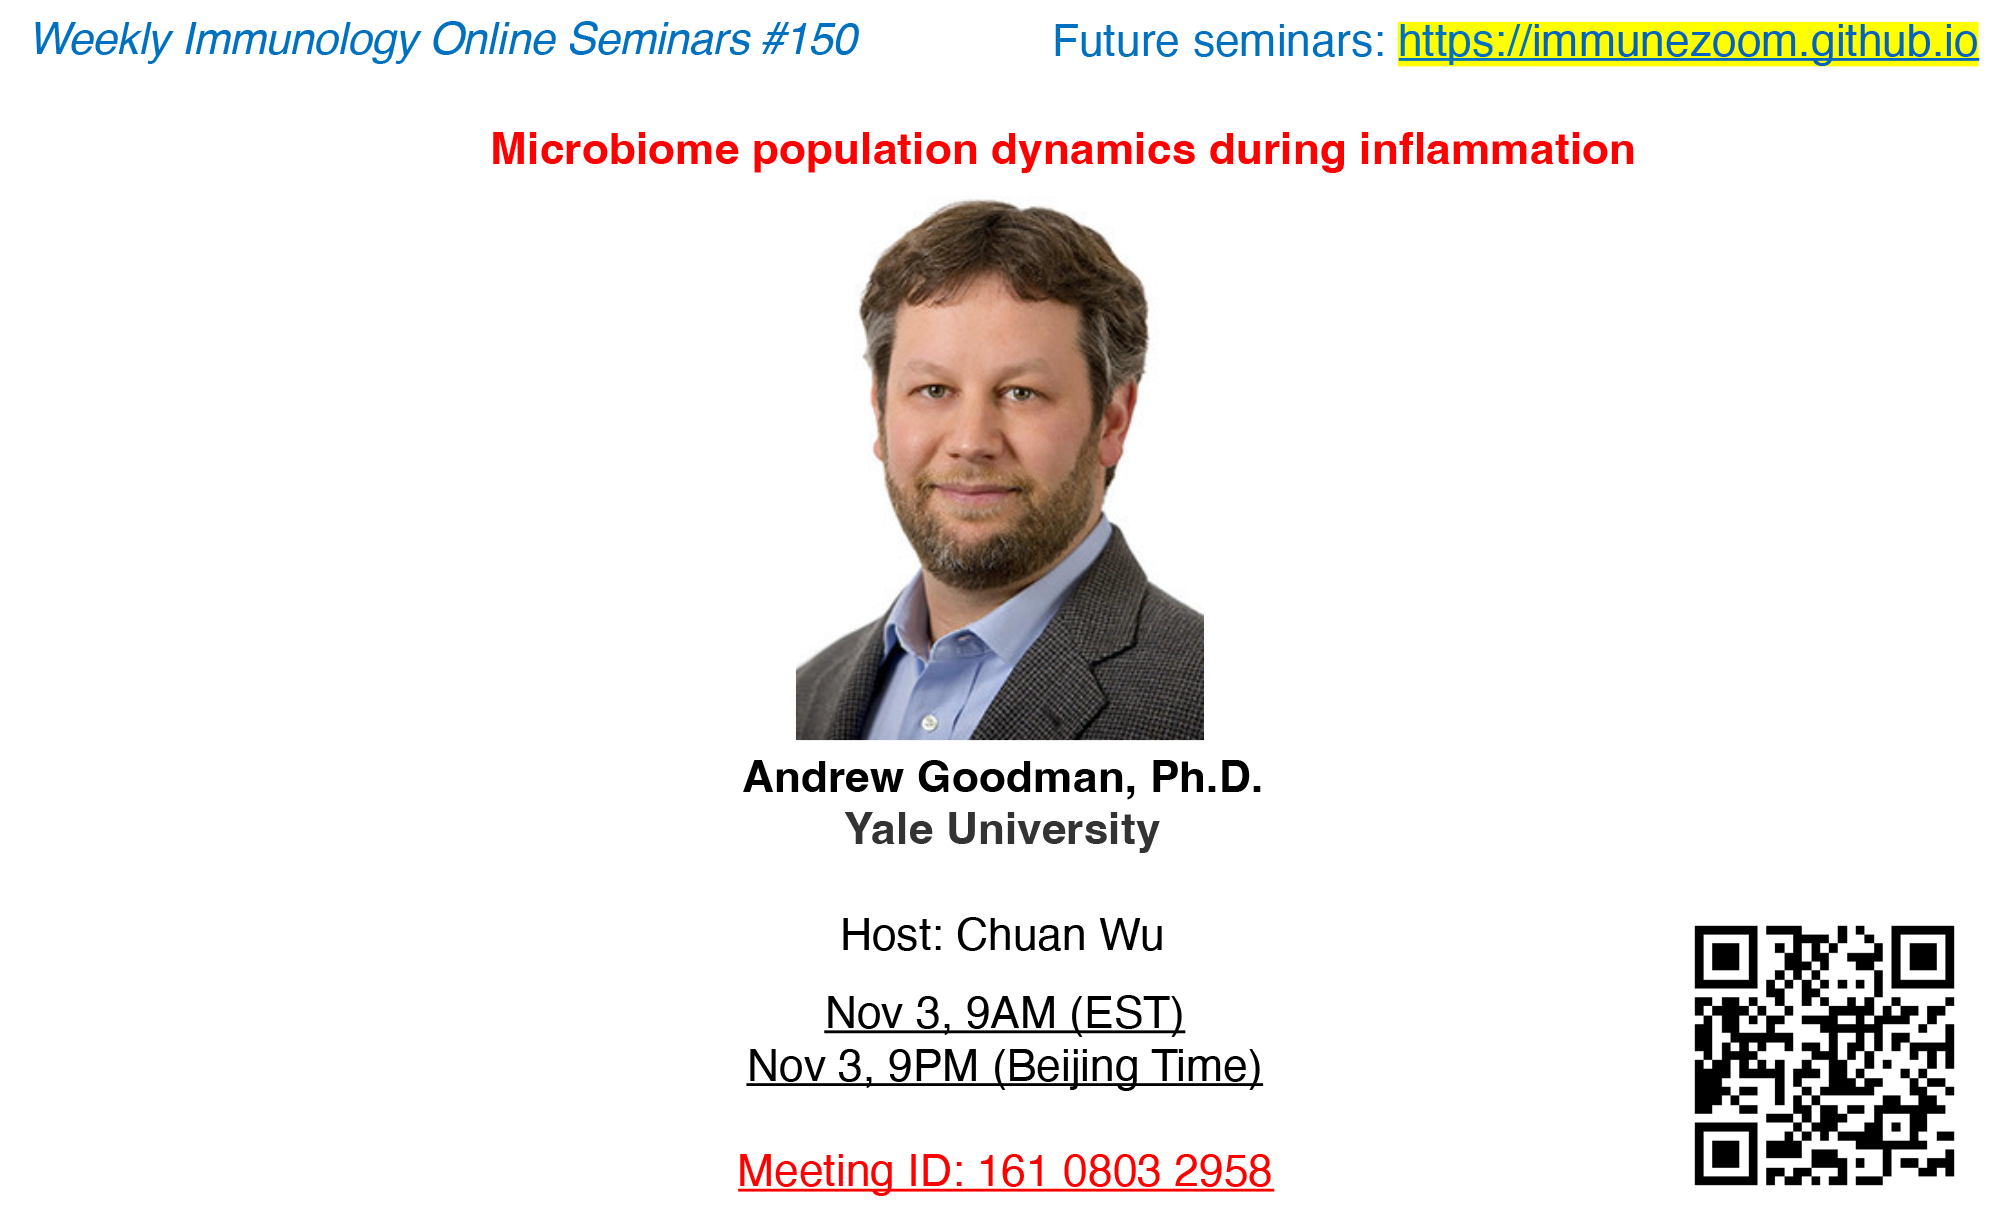 Weekly Immunology Online Seminars #150
Future seminars: https://immunezoom.github.io
Microbiome population dynamics during inflammation
Andrew Goodman, Ph.D.
Yale University
Host: Chuan Wu
Nov 3, 9AM (EST)
Nov 3, 9PM (Beijing Time)
Meeting ID: 161 0803 2958